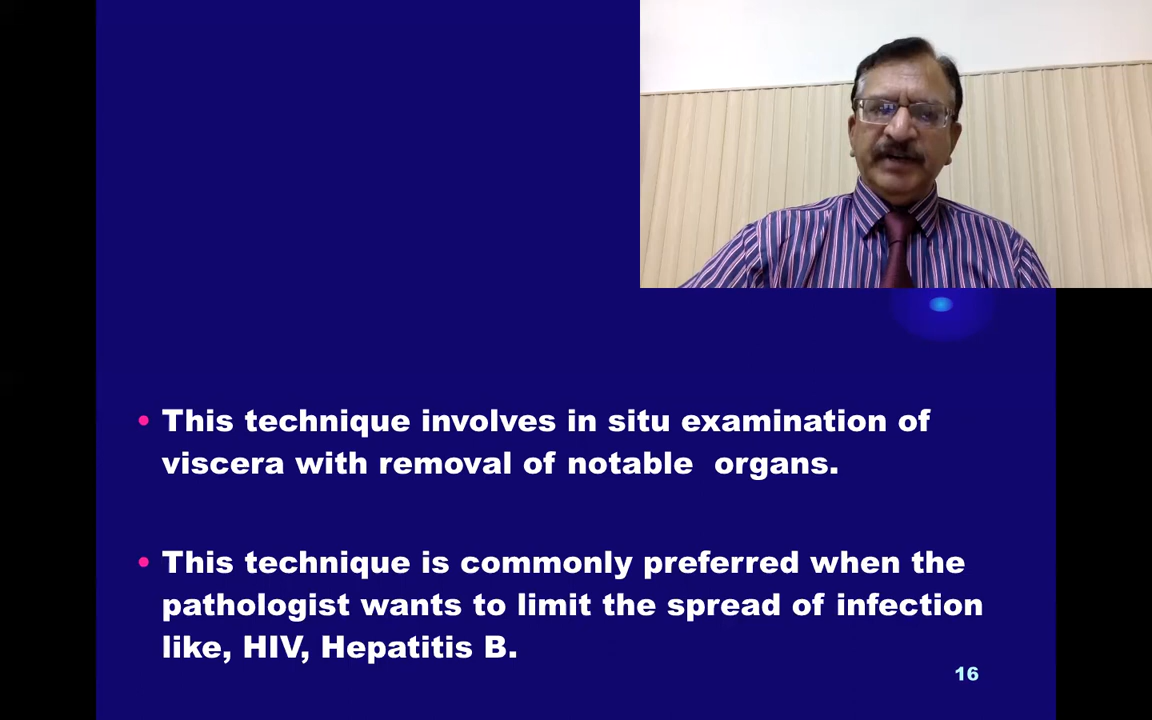 • This technique involves in situ examination of
viscera with removal of notable organs.
• This technique is commonly preferred when the
pathologist wants to limit the spread of infection
like, HIV, Hepatitis B.
16